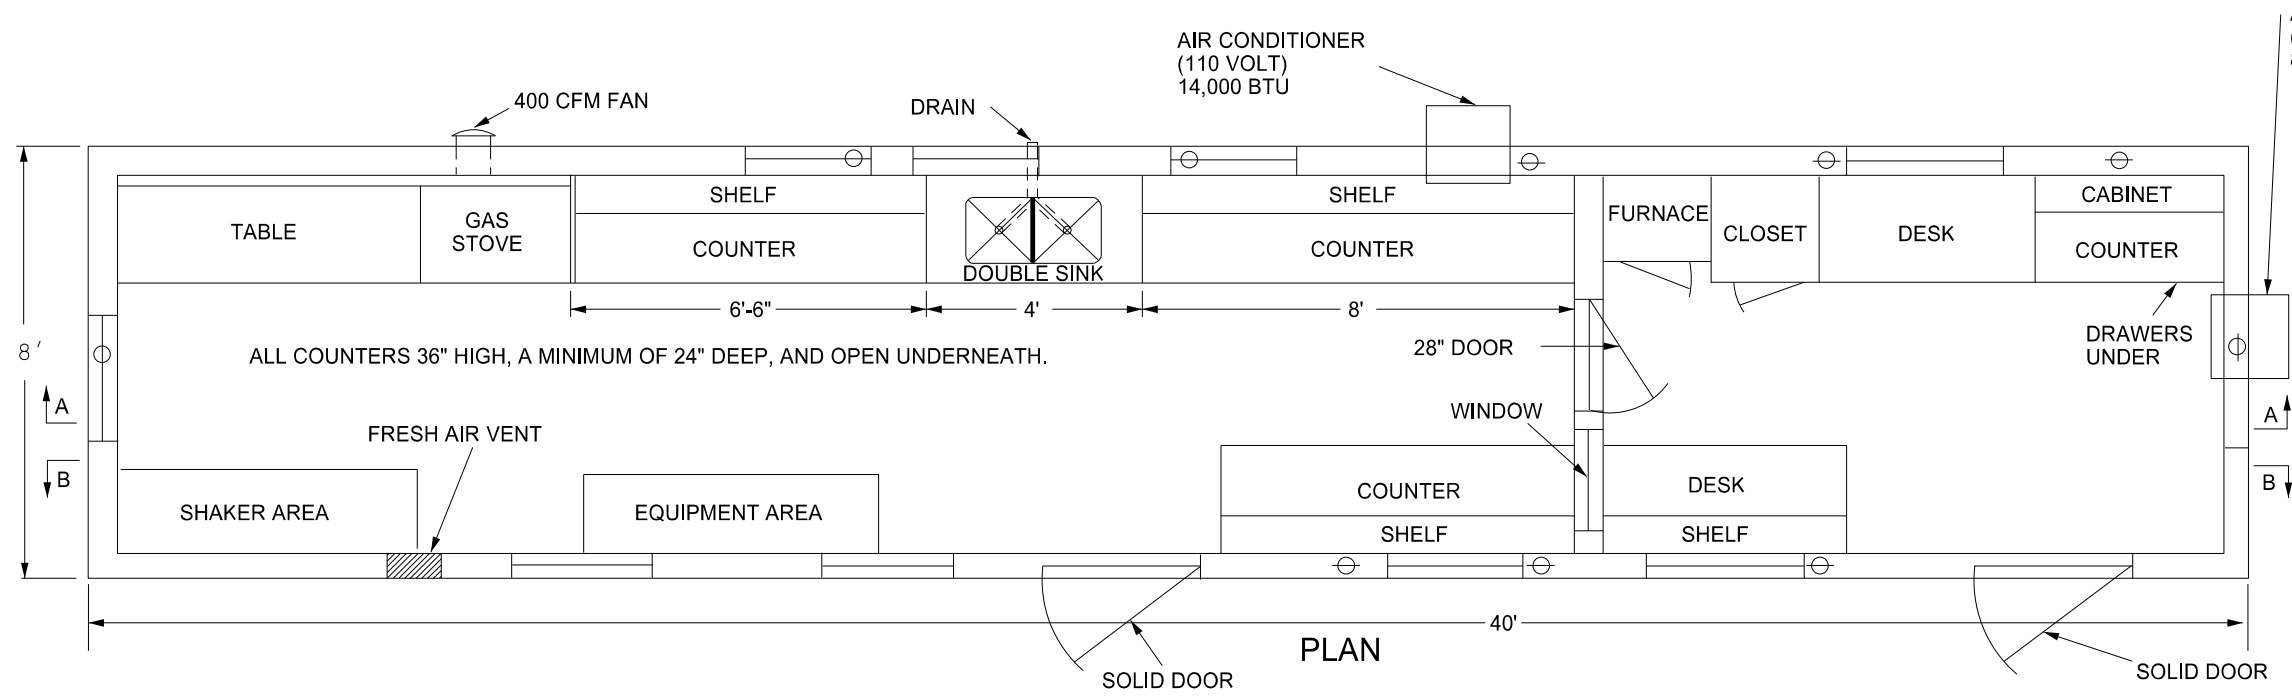 AIR CONDITIONER
(110 VOLT)
14,000 BTU
400 CFM FAN
DRAIN
SHELF
SHELF
CABINET
TABLE
GAS
STOVE
COUNTER
DOUBLE SINK
COUNTER
FURNACE
CLOSET
DESK
COUNTER
6'-6"
4'
8'
8'
ALL COUNTERS 36" HIGH, A MINIMUM OF 24" DEEP, AND OPEN UNDERNEATH.
28" DOOR
DRAWERS
UNDER
A
A
WINDOW
FRESH AIR VENT
B
B
SHAKER AREA
EQUIPMENT AREA
COUNTER
SHELF
DESK
SHELF
40'
PLAN
SOLID DOOR
SOLID DOOR